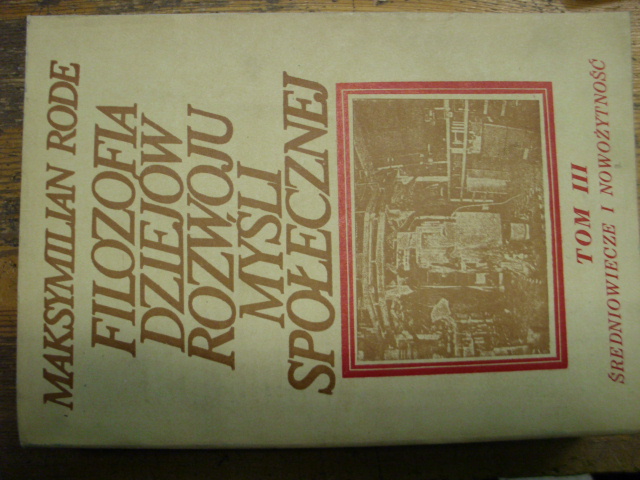 MAKSYMILIAN RODE
FILOZOFIA
DZIEJÓW
ROZWOJU
MYŚLI
SPOŁECZNEJ
TOM III
ŚREDNIOWIECZE I NOWOŻYTNOŚĆ